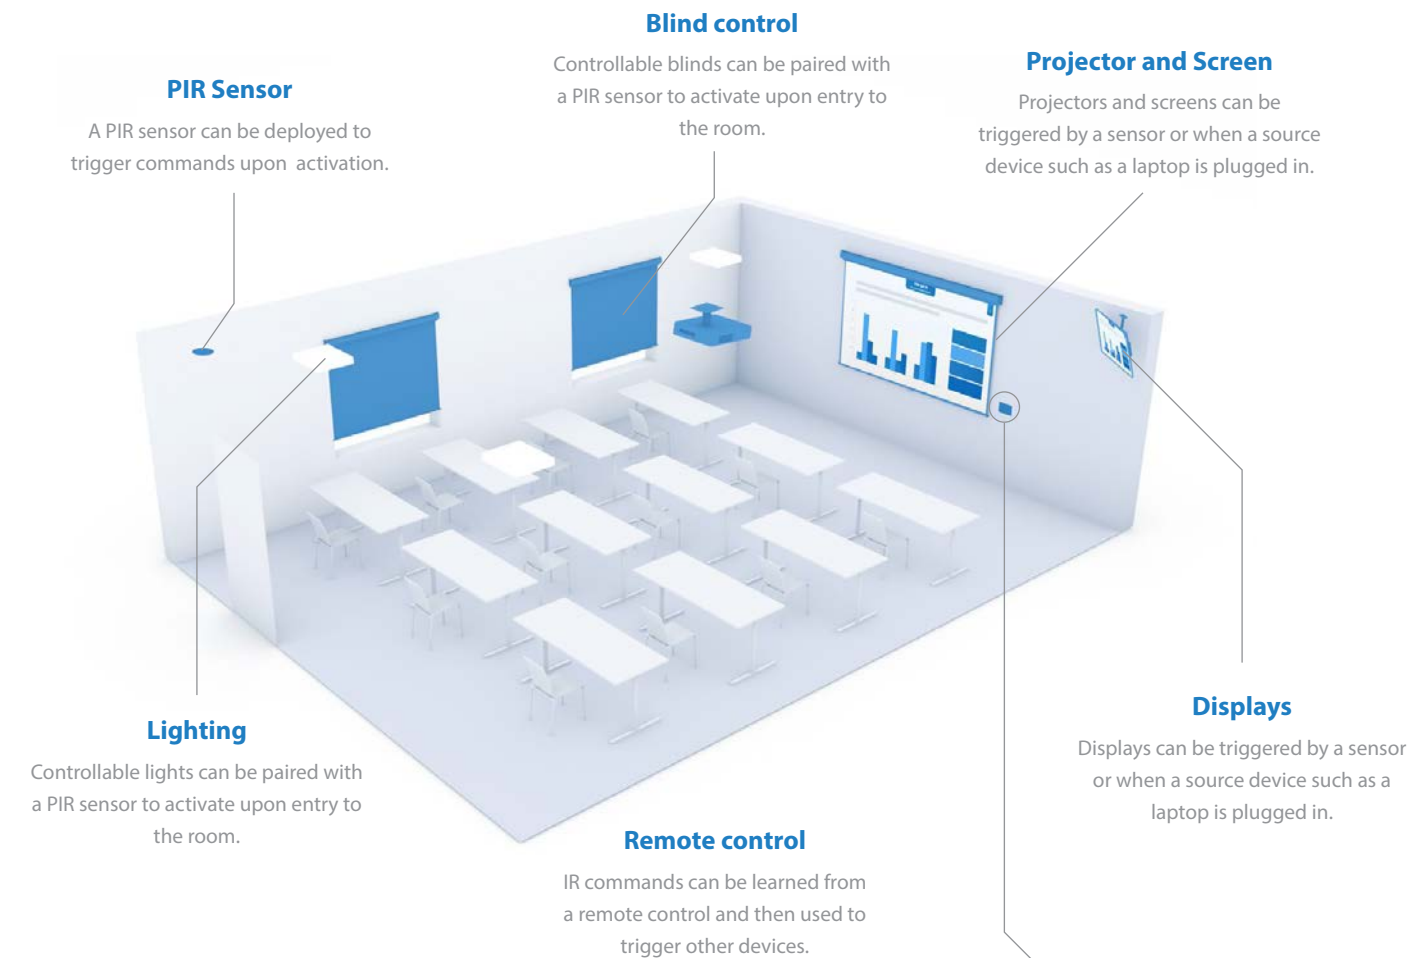 Blind control
Controllable blinds can be paired with
a PIR sensor to activate upon entry to
the room.
Projector and Screen
Projectors and screens can be
triggered by a sensor or when a source
device such as a laptop is plugged in.
PIR Sensor
A PIR sensor can be deployed to
trigger commands upon activation.
Lighting
Controllable lights can be paired with
a PIR sensor to activate upon entry to
the room.
Displays
Displays can be triggered by a sensor
or when a source device such as a
laptop is plugged in.
Remote control
IR commands can be learned from
a remote control and then used to
trigger other devices.